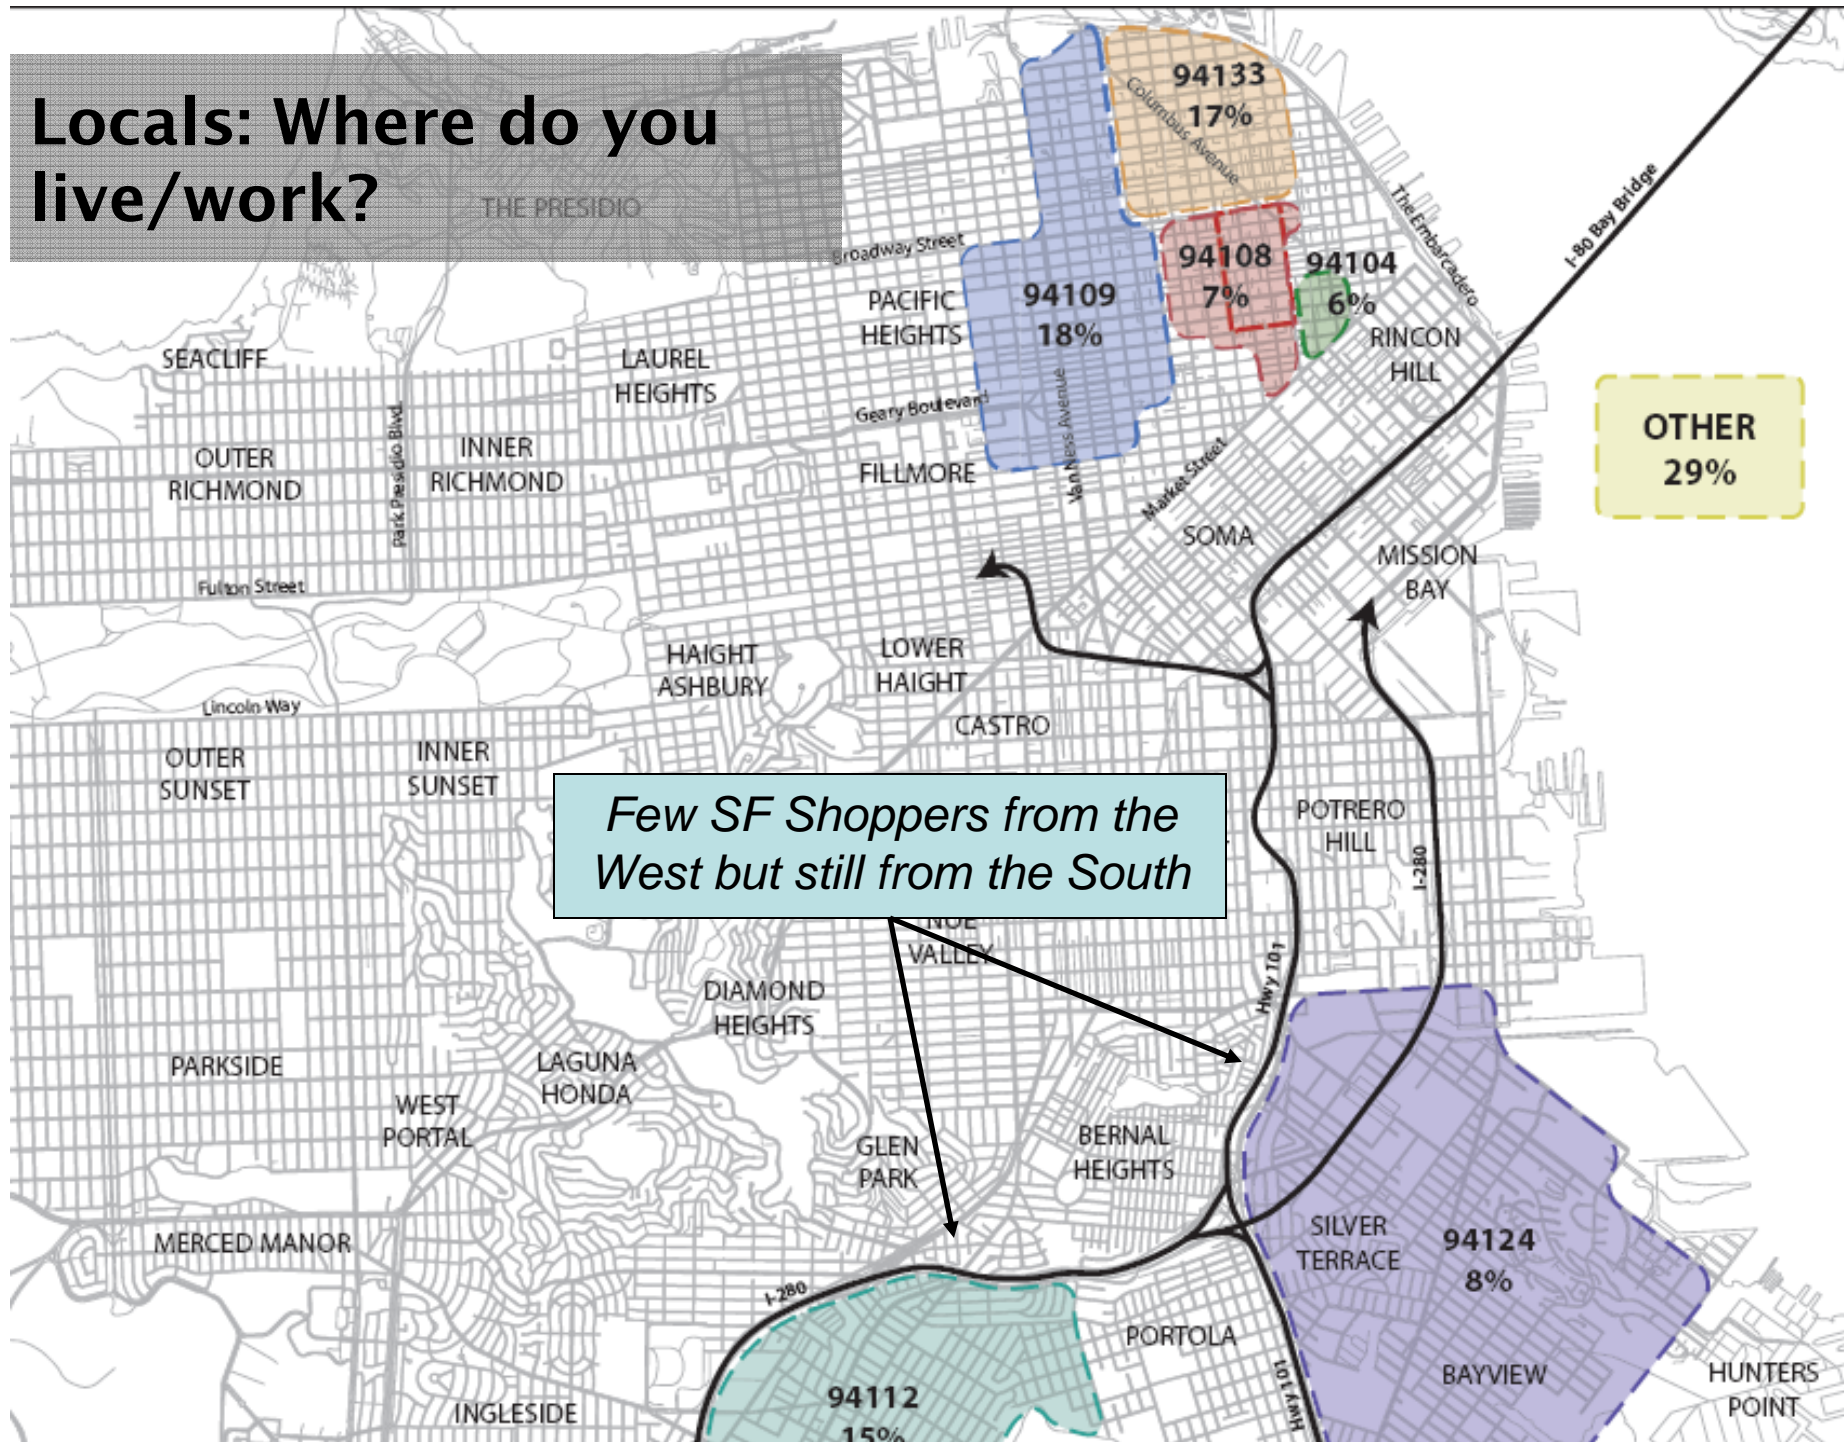 Locals: Where do you
live/work?
THE PRESIDIO
94133
17%
Columbus Avenue
The Embarcadero
I-80 Bay Bridge
Broadway Street
94108
7%
94104
6%
94109
18%
PACIFIC
HEIGHTS
RINCON
HILL
SEACLIFF
LAUREL
HEIGHTS
Geary Boulevard
Van Ness Avenue
OTHER
29%
Park Presidio Blvd.
OUTER
RICHMOND
INNER
RICHMOND
FILLMORE
Market Street
SOMA
MISSION
BAY
Fulton Street
HAIGHT
ASHBURY
LOWER
HAIGHT
Lincoln Way
CASTRO
OUTER
SUNSET
INNER
SUNSET
Few SF Shoppers from the
West but still from the South
POTRERO
HILL
I-280
NOE
VALLEY
Hwy 101
DIAMOND
HEIGHTS
PARKSIDE
LAGUNA
HONDA
WEST
PORTAL
GLEN
PARK
BERNAL
HEIGHTS
MERCED MANOR
SILVER
TERRACE
94124
8%
I-280
PORTOLA
BAYVIEW
HUNTERS
POINT
Hwy 101
94112
15%
INGLESIDE